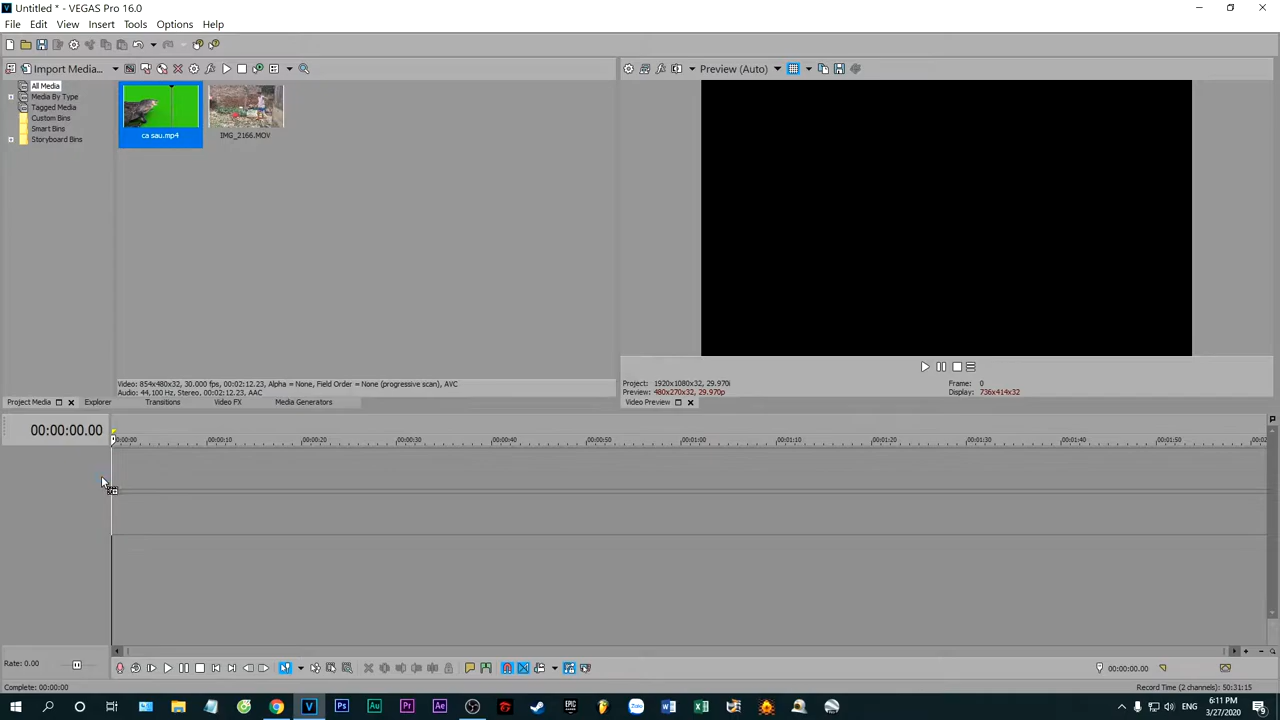 Untitled * - VEGAS Pro 16.0
File Edit View Insert Tools Options Help
Import Media...
Preview (Auto)
All Media
Media By Type
Tagged Media
Custom Bins
Smart Bins
Storyboard Bins
ca sau.mp4
IMG_2166.MOV
Video: 854x480x32, 30.000 fps, 00:02:12.23, Alpha = None, Field Order = None (progressive scan), AVC
Audio: 44,100 Hz, Stereo, 00:02:12.23, AAC
Project: 1920x1080x32, 29.970i
Frame: 0
Preview: 480x270x32, 29.970p
Display: 736x414x32
Project Media
Explorer
Transitions
Video FX
Media Generators
Video Preview
00:00:00.00
00:00:00
00:00:10
00:00:20
00:00:30
00:00:40
00:00:50
00:01:00
00:01:10
00:01:20
00:01:30
00:01:40
00:01:50
Rate: 0.00
00:00:00.00
Complete: 00:00:00
Record Time (2 channels): 50:31:15
Ps
Au
Pr
Ae
EPIC
Zalo
ENG
6:11 PM
3/27/2020